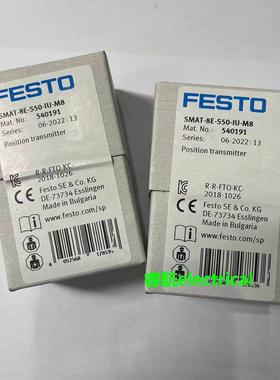 FESTO
SMAT-8E-S50-IU-M8
Mat. No.: 540191
Series: 06-2022 : 13
Position transmitter
R-R-FTO-KC-
2018-1026
Festo SE & Co. KG
DE-73734 Esslingen
Made in Bulgaria
www.festo.com/sp
4 052568
FESTO
SMAT-8E-S50-IU-M8
Mat. No.: 540191
Series: 06-2022 : 13
Position transmitter
R-R-FTO-KC-
2018-1026
Festo SE & Co. KG
DE-73734 Esslingen
Made in Bulgaria
www.festo.com/sp
electrical